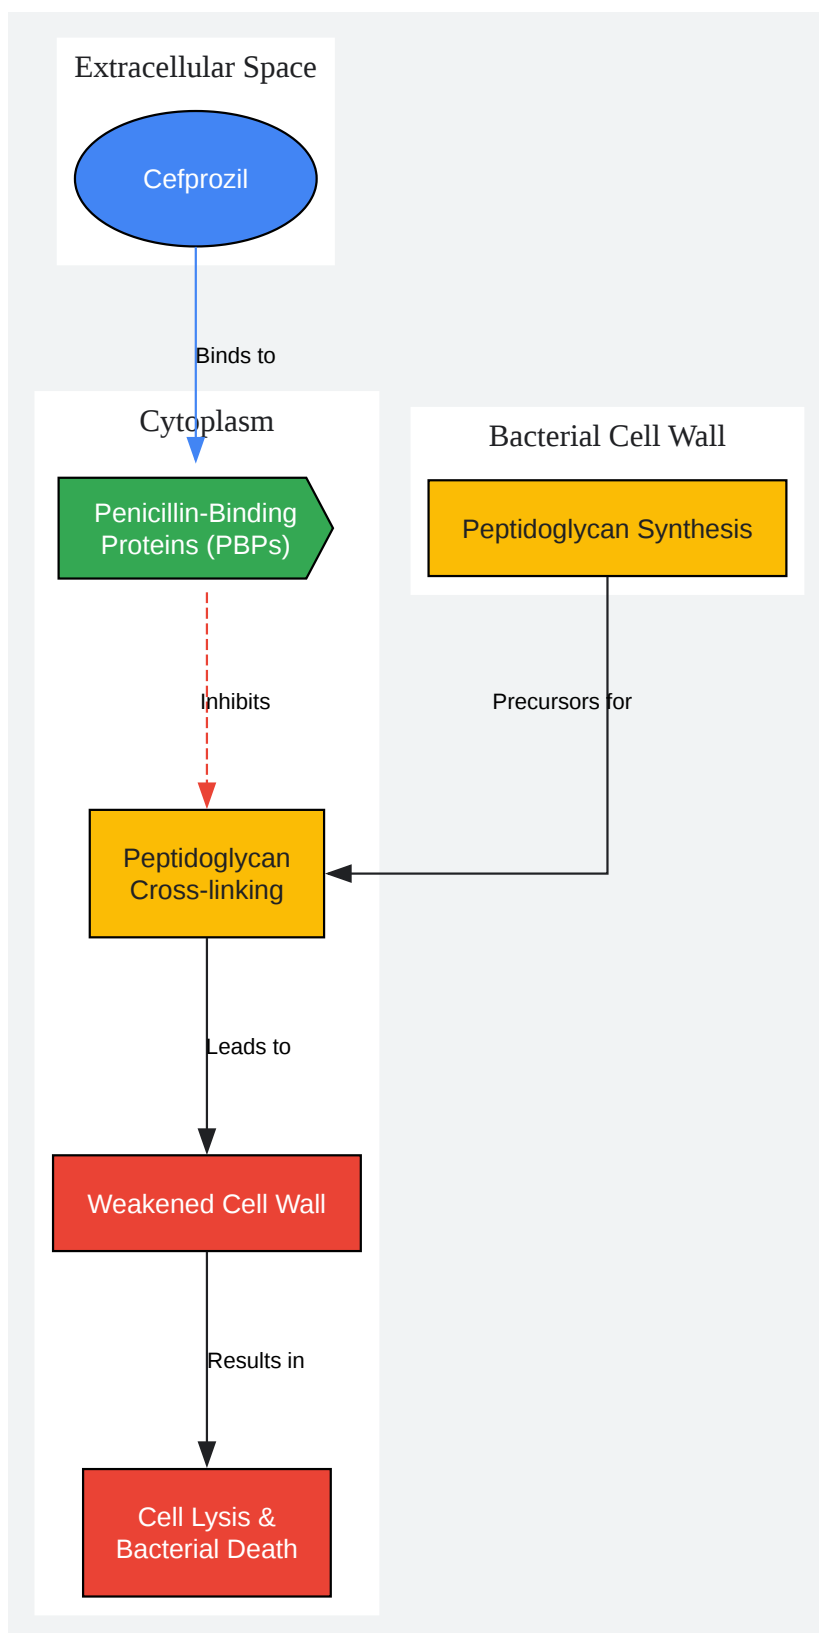 Extracellular Space
Cefprozil
Binds to
Cytoplasm
Bacterial Cell Wall
Penicillin-Binding
Proteins (PBPs)
Peptidoglycan Synthesis
Inhibits
Precursors for
Peptidoglycan
Cross-linking
Leads to
Weakened Cell Wall
Results in
Cell Lysis &
Bacterial Death